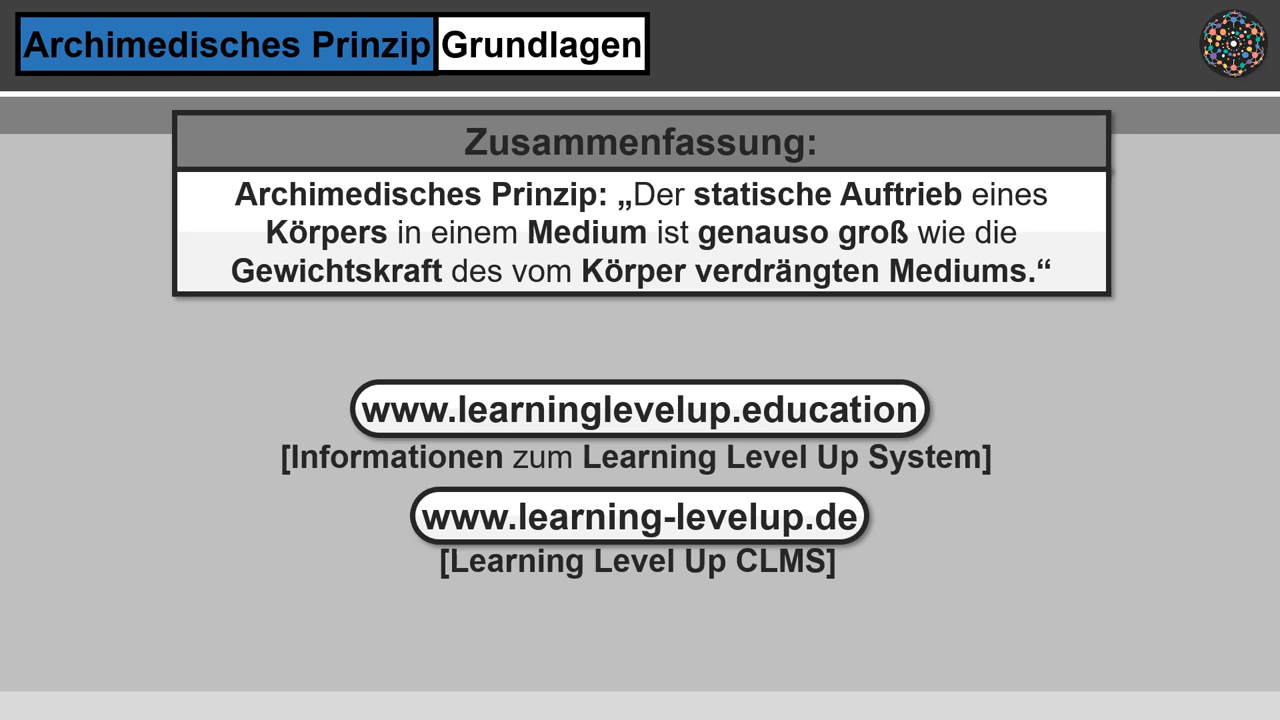 Archimedisches Prinzip Grundlagen
Zusammenfassung:
Archimedisches Prinzip: „Der statische Auftrieb eines
Körpers in einem Medium ist genauso groß wie die
Gewichtskraft des vom Körper verdrängten Mediums.“
www.learninglevelup.education
[Informationen zum Learning Level Up System]
www.learning-levelup.de
[Learning Level Up CLMS]